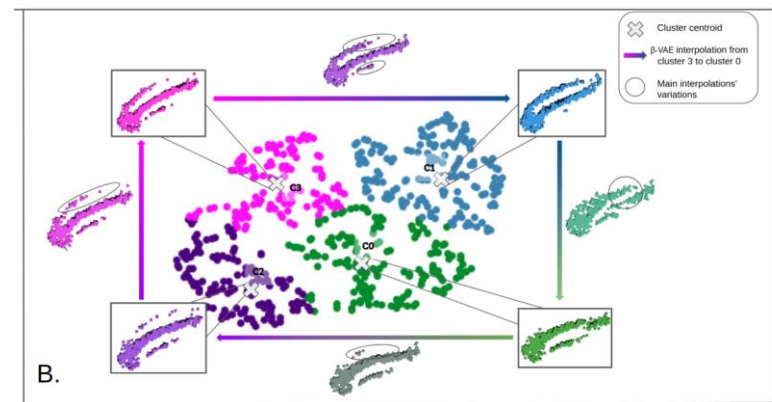 Cluster centroid
β-VAE interpolation from
cluster 3 to cluster 0
Main interpolations'
variations
C1
C3
C0
C2
B.